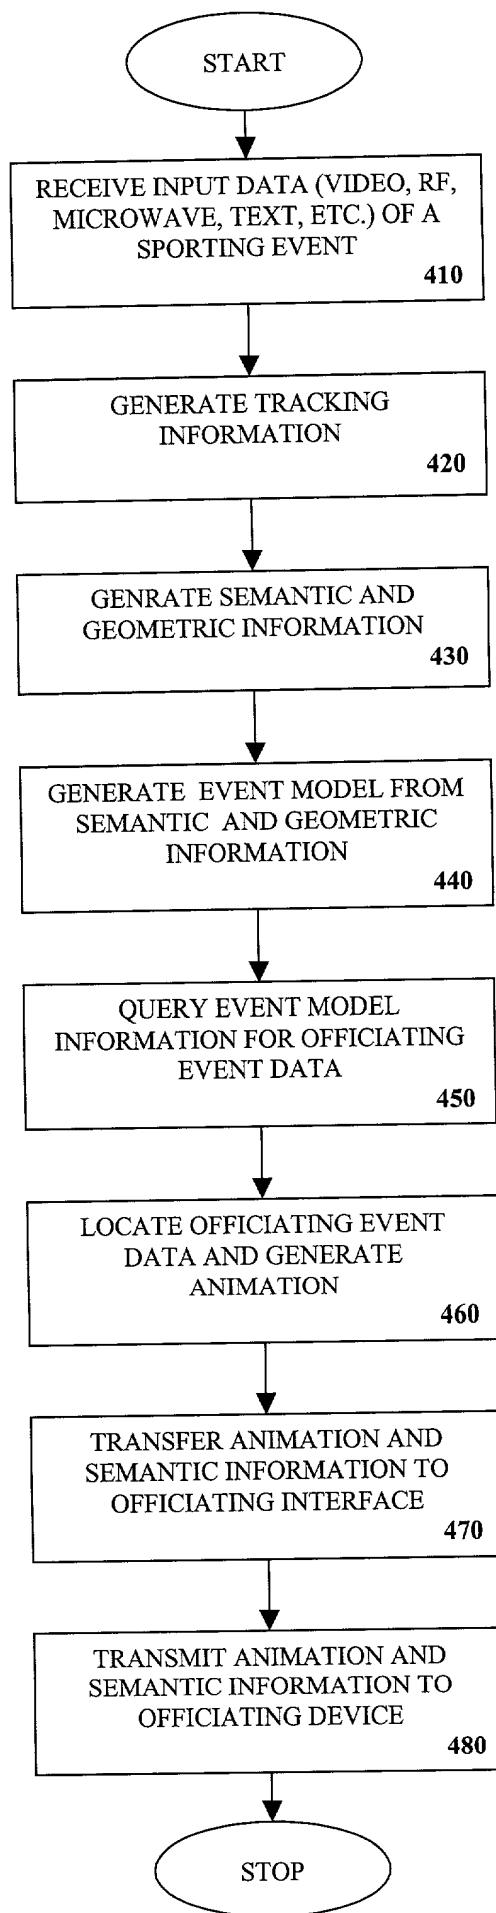 START
RECEIVE INPUT DATA (VIDEO, RF,
MICROWAVE, TEXT, ETC.) OF A
SPORTING EVENT
410
GENERATE TRACKING
INFORMATION
420
GENRATE SEMANTIC AND
GEOMETRIC INFORMATION
430
GENERATE EVENT MODEL FROM
SEMANTIC AND GEOMETRIC
INFORMATION
440
QUERY EVENT MODEL
INFORMATION FOR OFFICIATING
EVENT DATA
450
LOCATE OFFICIATING EVENT
DATA AND GENERATE
ANIMATION
460
TRANSFER ANIMATION AND
SEMANTIC INFORMATION TO
OFFICIATING INTERFACE
470
TRANSMIT ANIMATION AND
SEMANTIC INFORMATION TO
OFFICIATING DEVICE
480
STOP